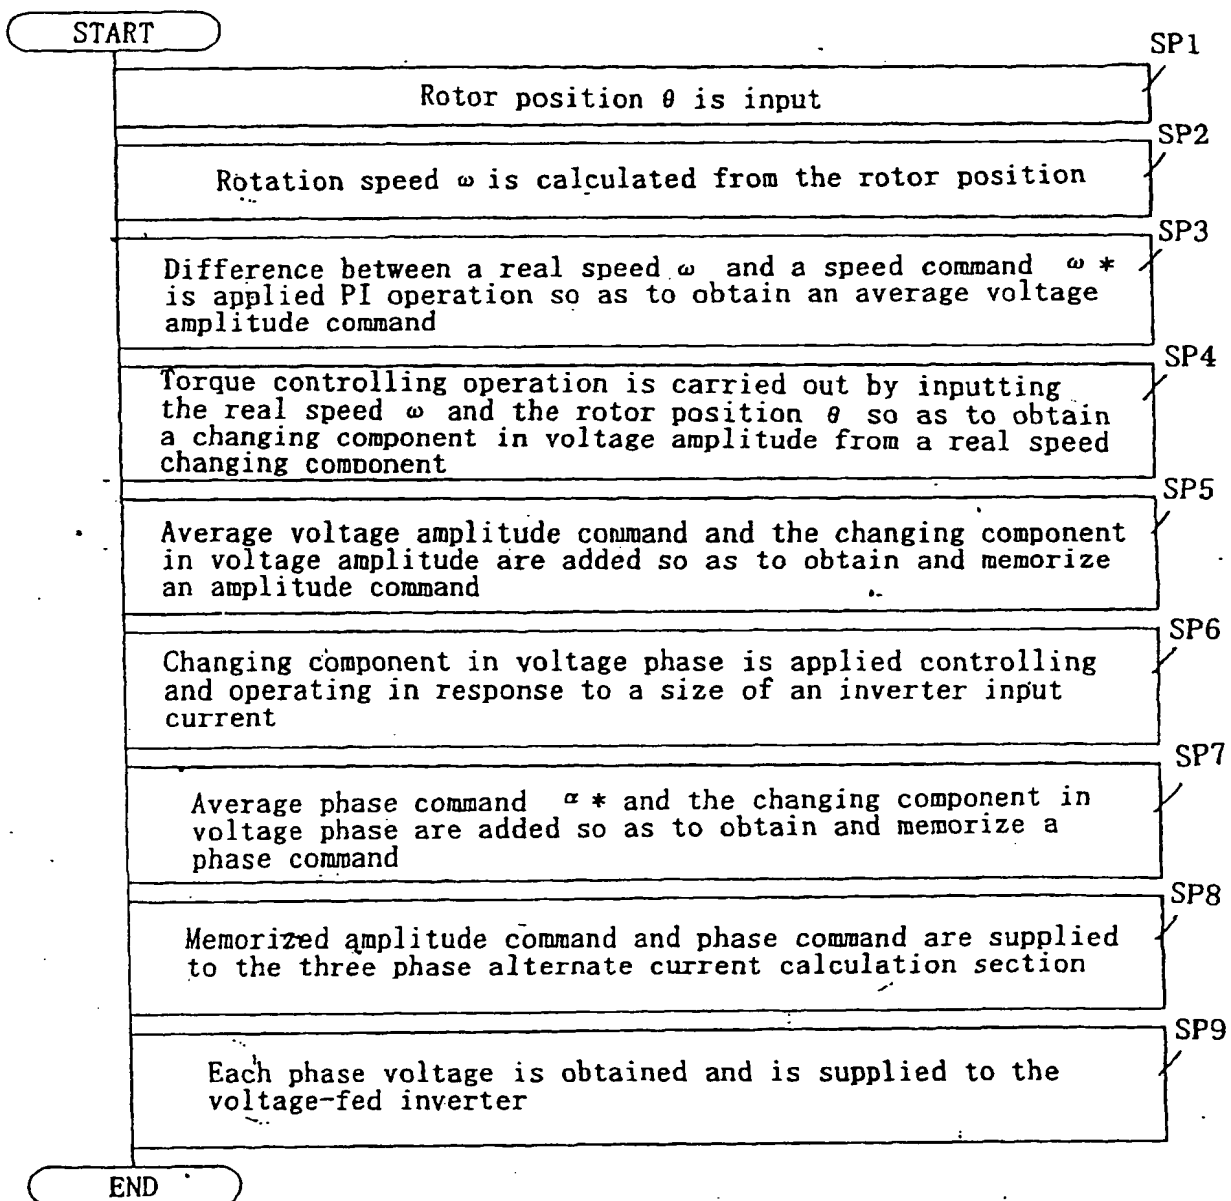 START
SP1
Rotor position θ is input
SP2
Rotation speed ω is calculated from the rotor position
SP3
Difference between a real speed ω and a speed command ω *
is applied PI operation so as to obtain an average voltage
amplitude command
SP4
Torque controlling operation is carried out by inputting
the real speed ω and the rotor position θ so as to obtain
a changing component in voltage amplitude from a real speed
changing component
SP5
Average voltage amplitude command and the changing component
in voltage amplitude are added so as to obtain and memorize
an amplitude command
SP6
Changing component in voltage phase is applied controlling
and operating in response to a size of an inverter input
current
SP7
Average phase command α * and the changing component in
voltage phase are added so as to obtain and memorize a
phase command
SP8
Memorized amplitude command and phase command are supplied
to the three phase alternate current calculation section
SP9
Each phase voltage is obtained and is supplied to the
voltage-fed inverter
END